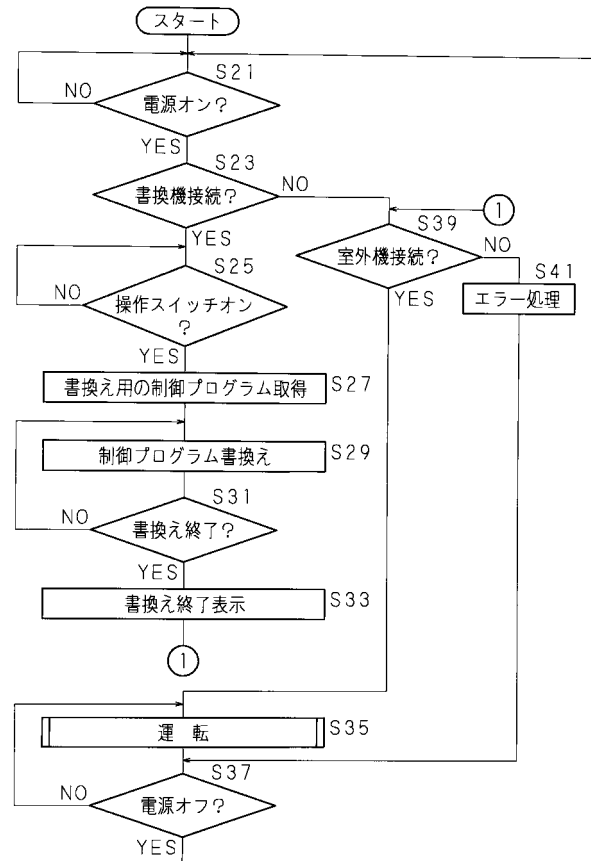 スタート
S21
電源オン?
NO
YES
S23
書換機接続?
NO
YES
1
S39
室外機接続?
NO
YES
S41
エラー処理
S25
操作スイッチオン
?
NO
YES
書換え用の制御プログラム取得
S27
制御プログラム書換え
S29
S31
書換え終了?
NO
YES
書換え終了表示
S33
1
運 転
S35
S37
電源オフ?
NO
YES